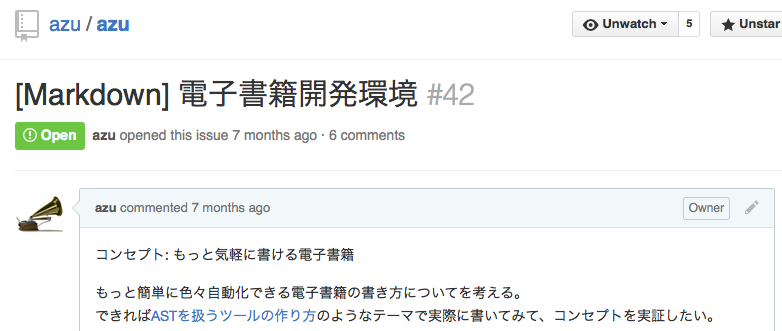 azu / azu
Unwatch 5 Unstar
[Markdown] 電子書籍開発環境 #42
Open azu opened this issue 7 months ago · 6 comments
azu commented 7 months ago Owner
コンセプト: もっと気軽に書ける電子書籍
もっと簡単に色々自動化できる電子書籍の書き方についてを考える。
できればASTを扱うツールの作り方のようなテーマで実際に書いてみて、コンセプトを実証したい。